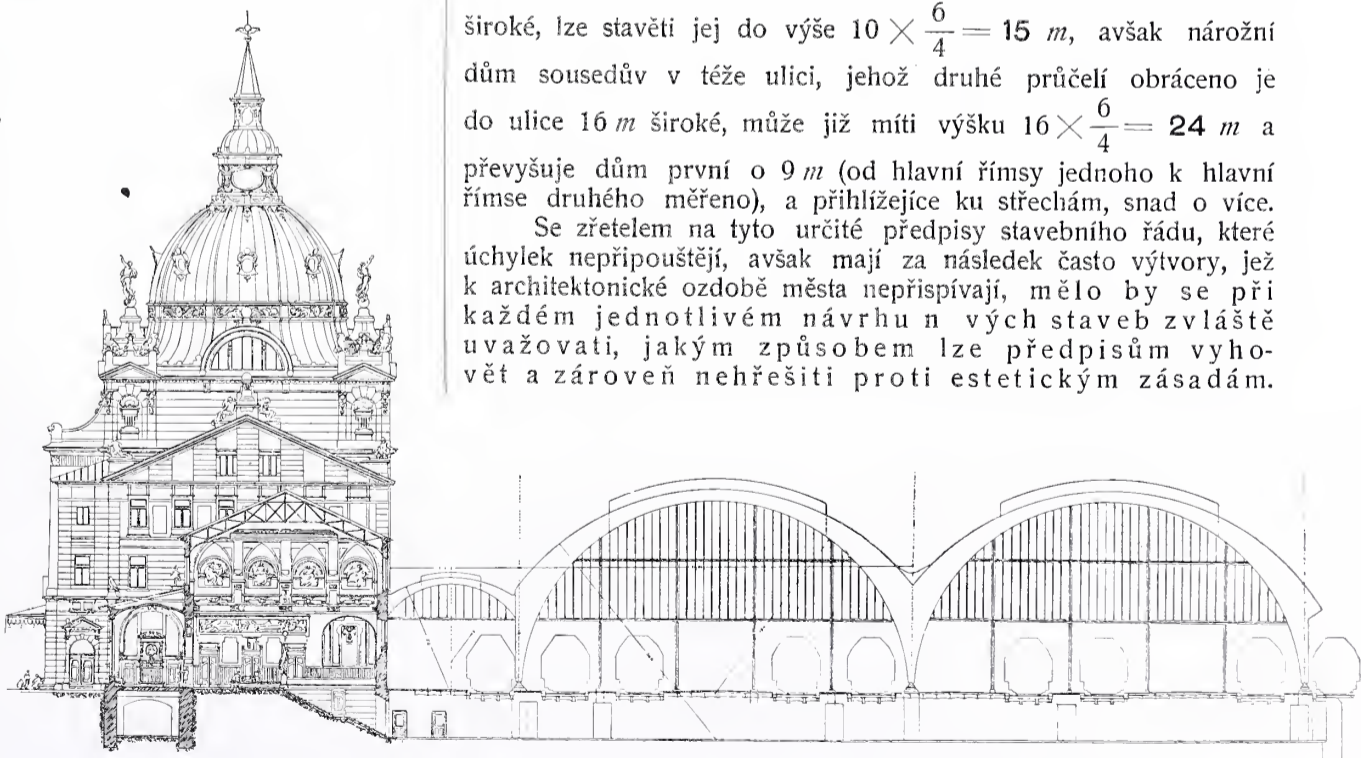 široké, lze stavěti jej do výše 10 × 6/4 = 15 m, avšak nárožní
dům sousedův v téže ulici, jehož druhé průčelí obráceno je
do ulice 16 m široké, může již míti výšku 16 × 6/4 = 24 m a
převyšuje dům první o 9 m (od hlavní římsy jednoho k hlavní
římse druhého měřeno), a přihlížejíce ku střechám, snad o více.
Se zřetelem na tyto určité předpisy stavebního řádu, které
úchylek nepřipouštějí, avšak mají za následek často výtvory, jež
k architektonické ozdobě města nepřispívají, mělo by se při
každém jednotlivém návrhu n vých staveb zvláště
uvažovati, jakým způsobem lze předpisům vyho-
vět a zároveň nehřešiti proti estetickým zásadám.